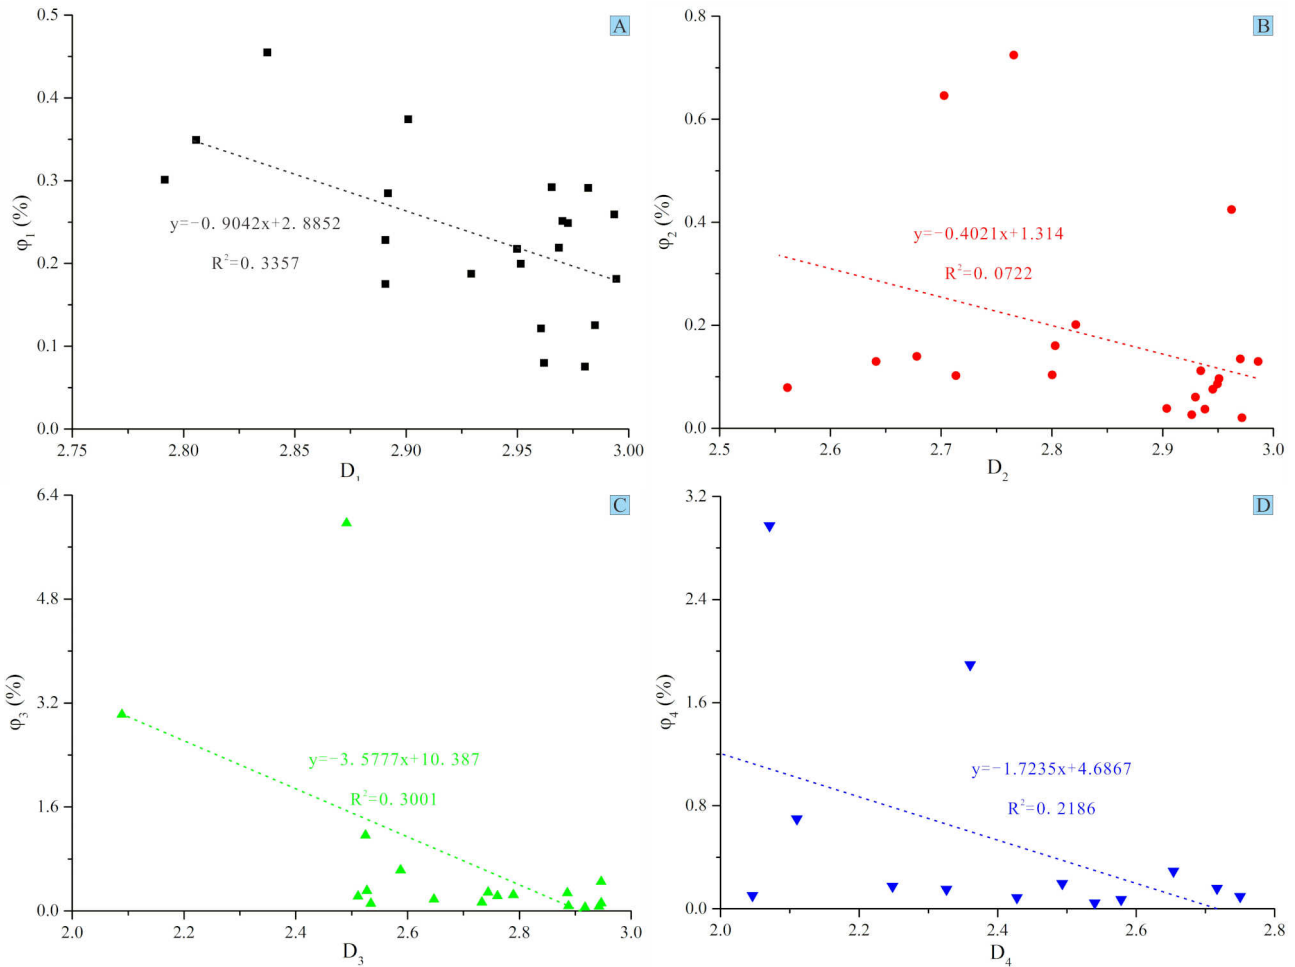 A
0.5
0.4
0.3
0.2
0.1
0.0
φ1 (%)
y=−0.9042x+2.8852
R²=0.3357
2.75
2.80
2.85
2.90
2.95
3.00
D1
B
0.8
0.6
0.4
0.2
0.0
φ2 (%)
y=−0.4021x+1.314
R²=0.0722
2.5
2.6
2.7
2.8
2.9
3.0
D2
C
6.4
4.8
3.2
1.6
0.0
φ3 (%)
y=−3.5777x+10.387
R²=0.3001
2.0
2.2
2.4
2.6
2.8
3.0
D3
D
3.2
2.4
1.6
0.8
0.0
φ4 (%)
y=−1.7235x+4.6867
R²=0.2186
2.0
2.2
2.4
2.6
2.8
D4